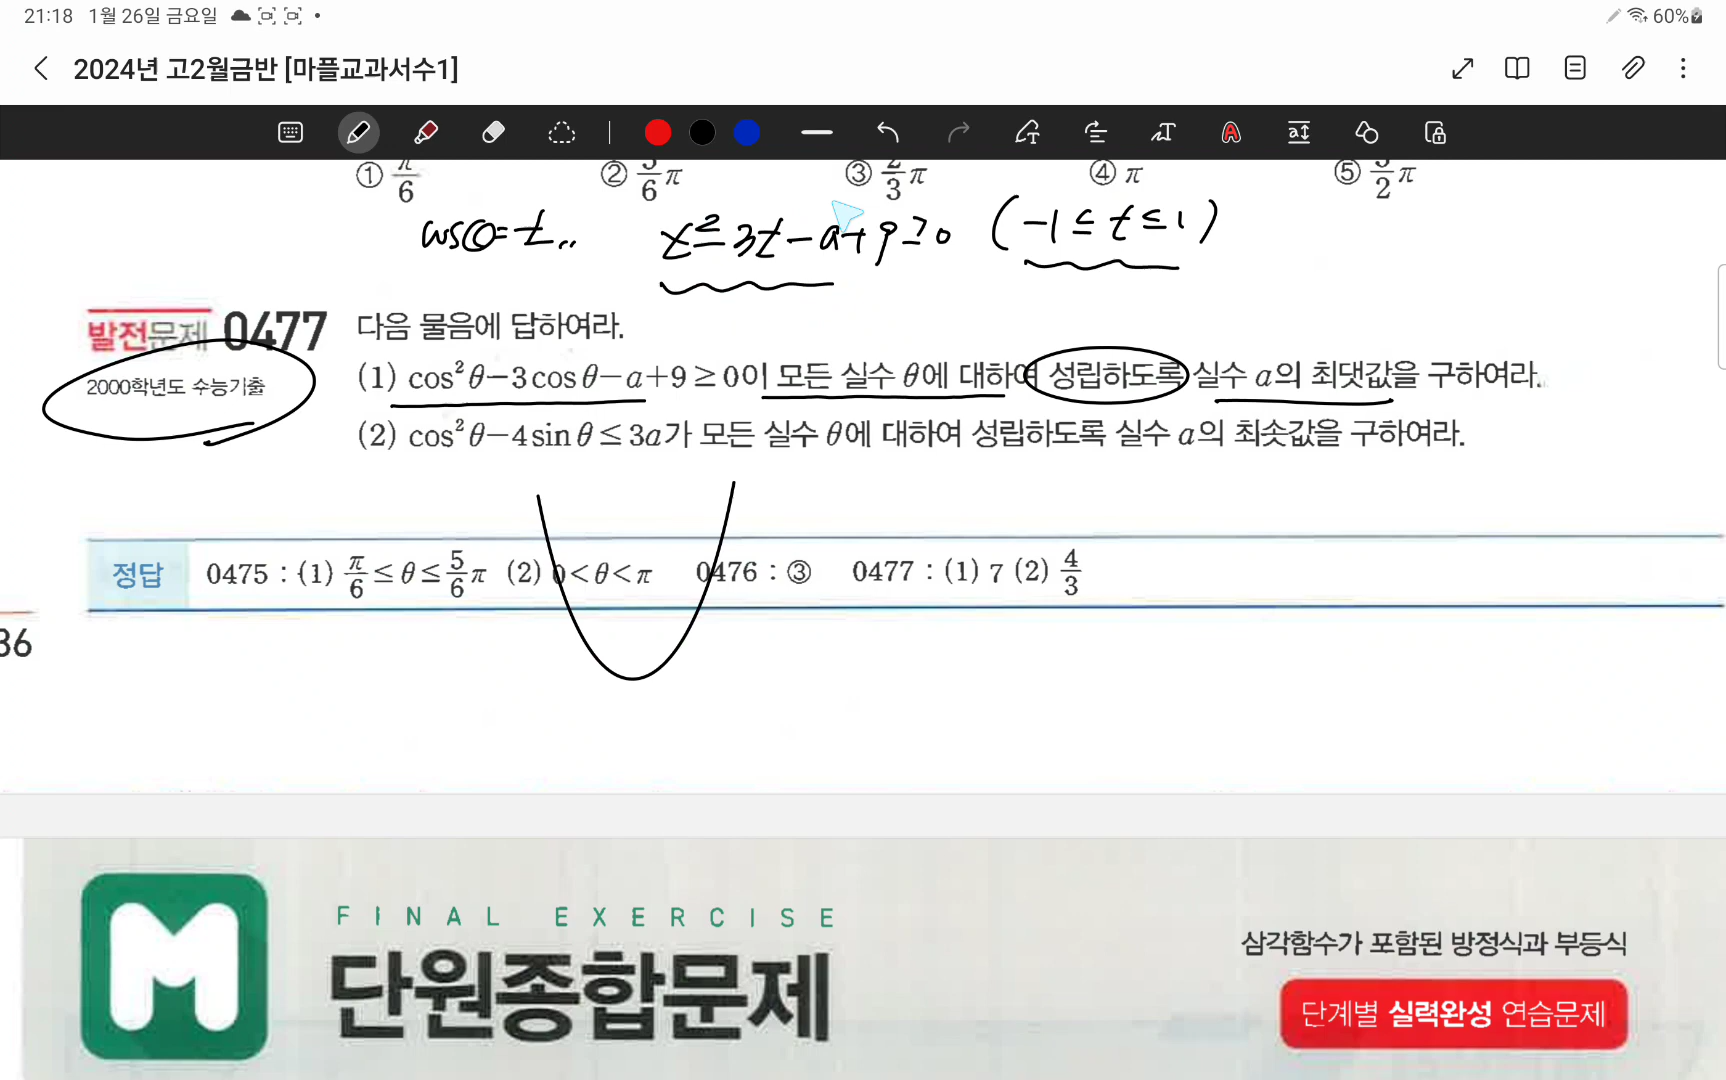 21:18 1월 26일 금요일
60%
2024년 고2월금반 [마플교과서수1]
① π/6 ② 5/6 π ③ 2/3 π ④ π ⑤ 3/2 π
cosθ=t..
t²-3t-a+9≥0 (-1≤t≤1)
발전문제 0477 다음 물음에 답하여라.
2000학년도 수능기출
(1) cos²θ-3cosθ-a+9≥0이 모든 실수 θ에 대하여 성립하도록 실수 a의 최댓값을 구하여라.
(2) cos²θ-4sinθ≤3a가 모든 실수 θ에 대하여 성립하도록 실수 a의 최솟값을 구하여라.
정답 0475 : (1) π/6≤θ≤5/6 π (2) 0<θ<π 0476 : ③ 0477 : (1) 7 (2) 4/3
36
FINAL EXERCISE
단원종합문제
삼각함수가 포함된 방정식과 부등식
단계별 실력완성 연습문제